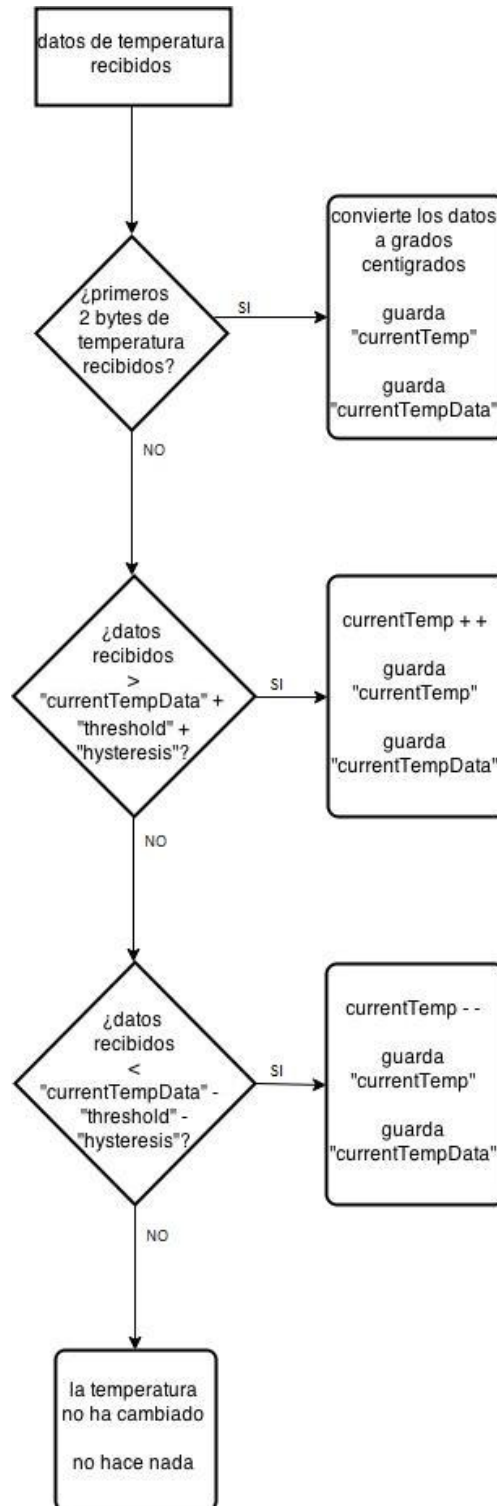 datos de temperatura
recibidos
¿primeros
2 bytes de
temperatura
recibidos?
SI
convierte los datos
a grados
centigrados
guarda
"currentTemp"
guarda
"currentTempData"
NO
¿datos
recibidos
>
"currentTempData" +
"threshold" +
"hysteresis"?
SI
currentTemp + +
guarda
"currentTemp"
guarda
"currentTempData"
NO
¿datos
recibidos
<
"currentTempData" -
"threshold" -
"hysteresis"?
SI
currentTemp - -
guarda
"currentTemp"
guarda
"currentTempData"
NO
la temperatura
no ha cambiado
no hace nada